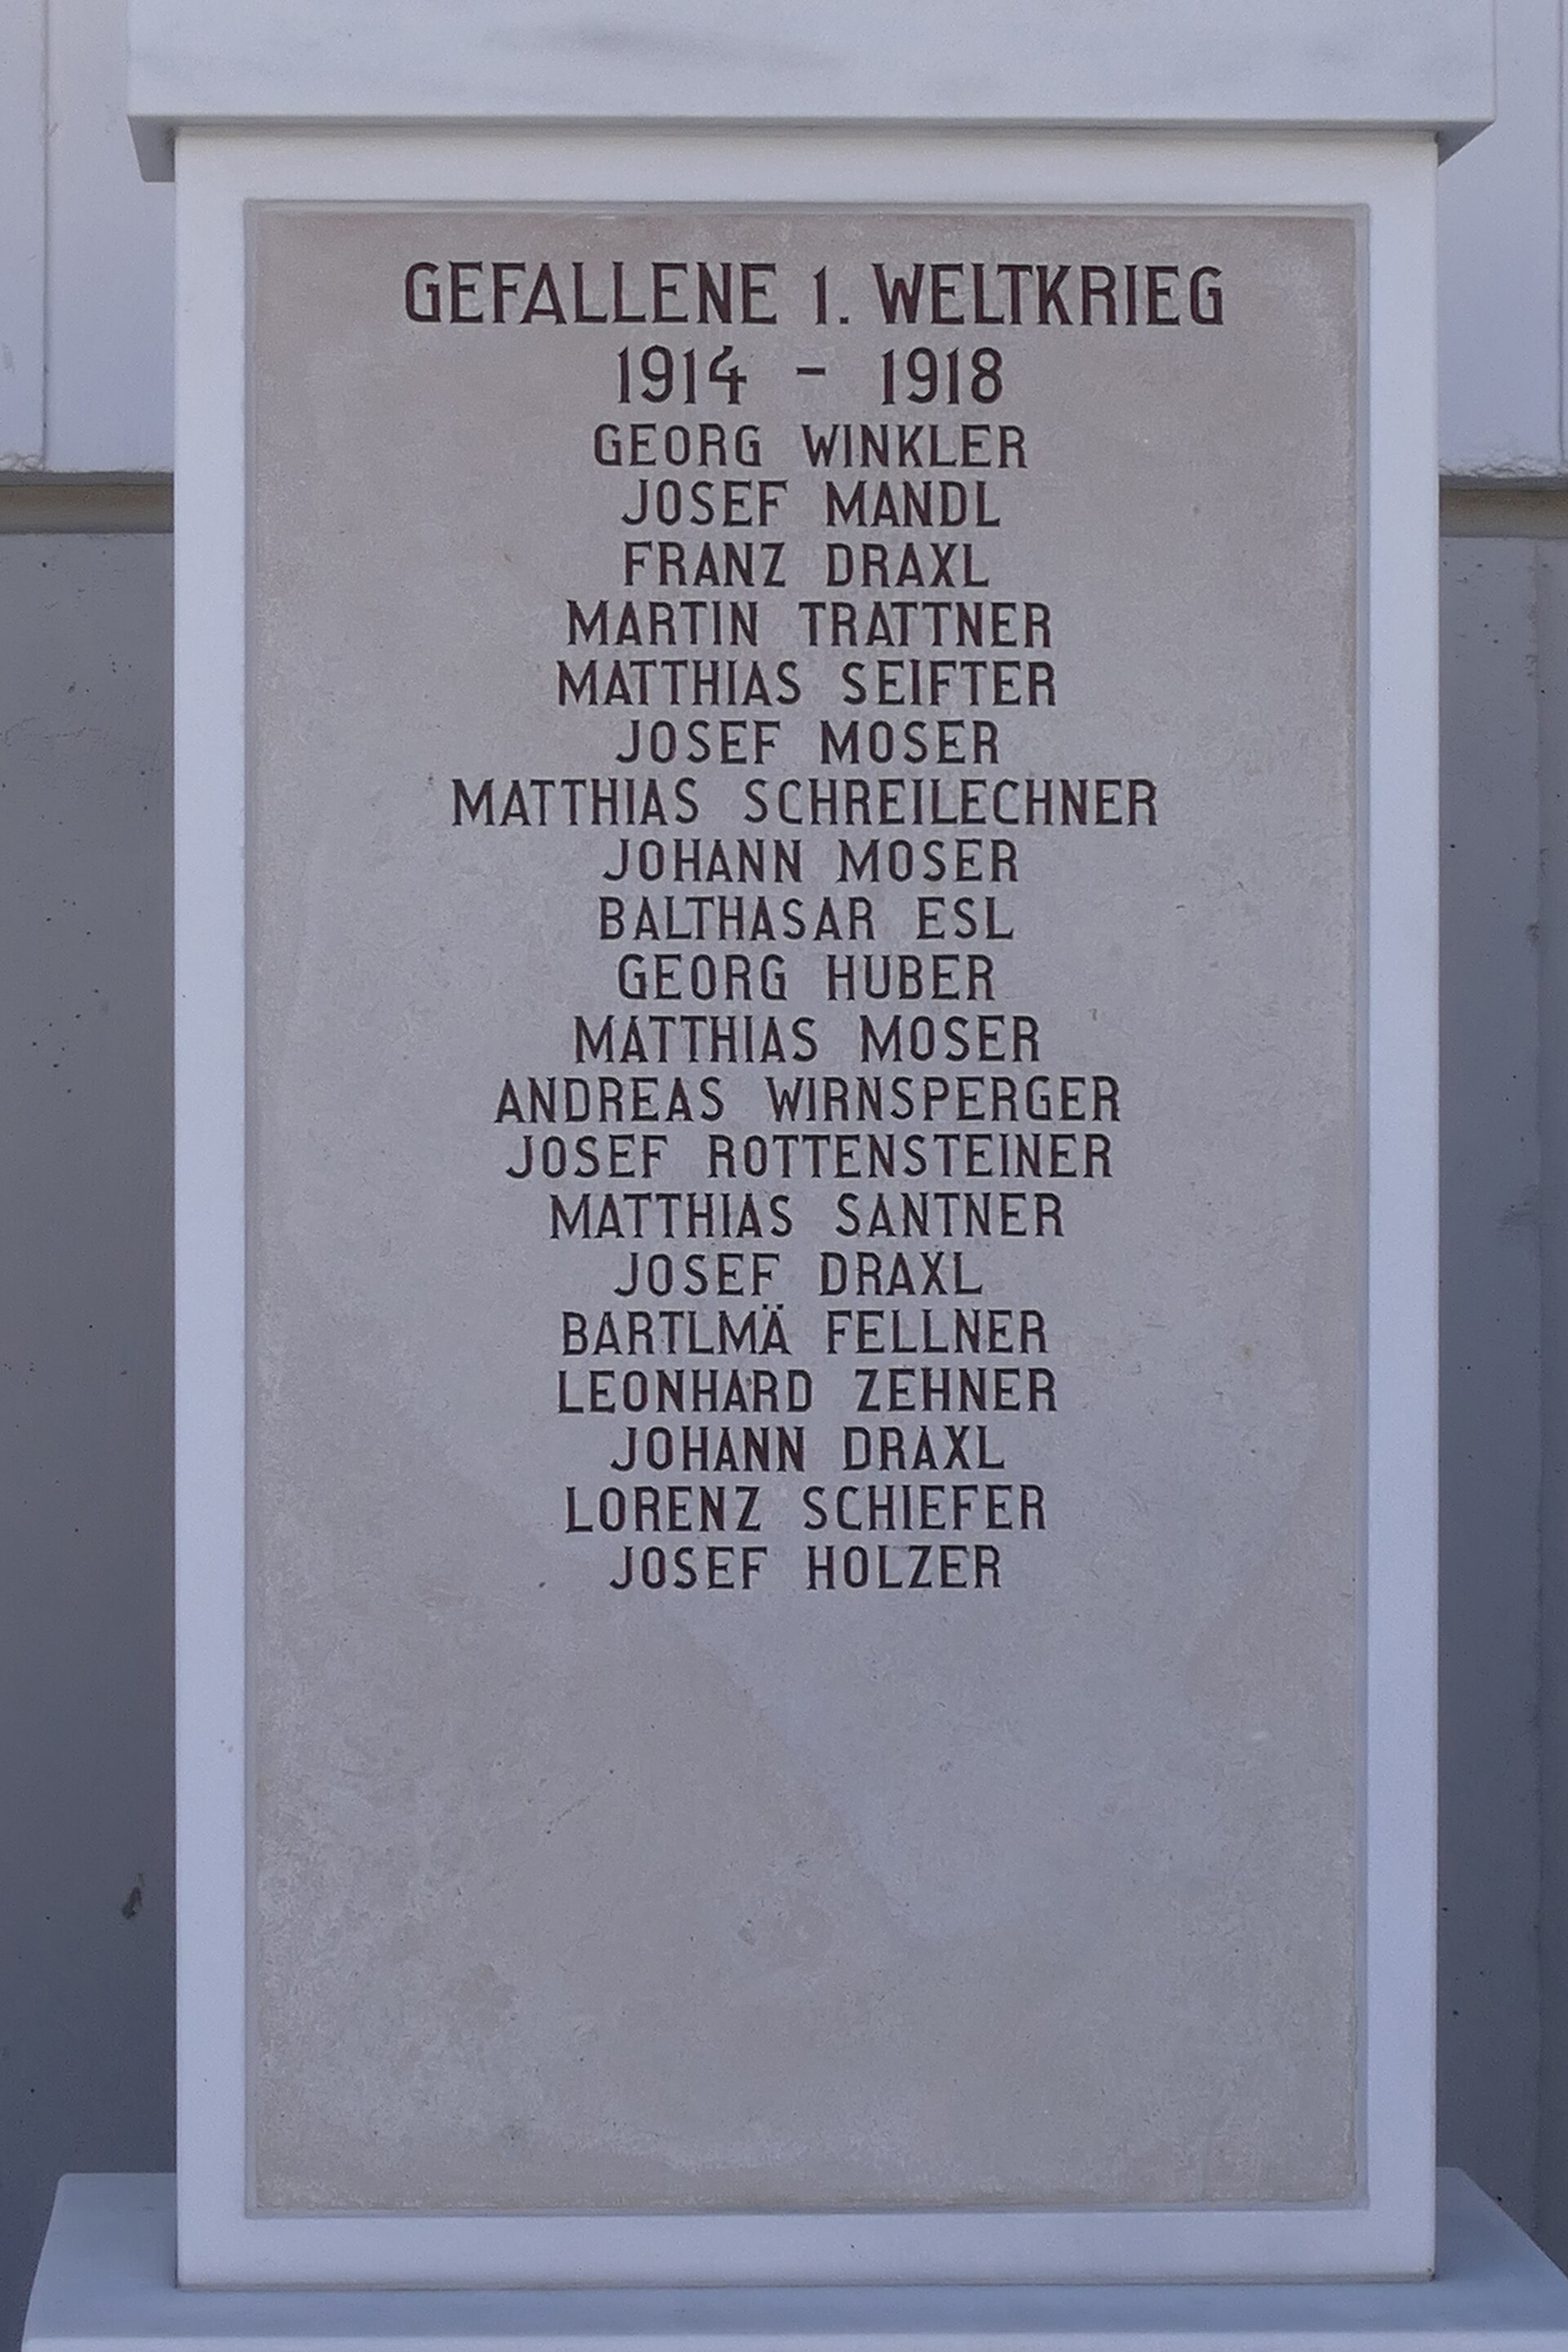 GEFALLENE 1. WELTKRIEG
1914 - 1918
GEORG WINKLER
JOSEF MANDL
FRANZ DRAXL
MARTIN TRATTNER
MATTHIAS SEIFTER
JOSEF MOSER
MATTHIAS SCHREILECHNER
JOHANN MOSER
BALTHASAR ESL
GEORG HUBER
MATTHIAS MOSER
ANDREAS WIRNSPERGER
JOSEF ROTTENSTEINER
MATTHIAS SANTNER
JOSEF DRAXL
BARTLMÄ FELLNER
LEONHARD ZEHNER
JOHANN DRAXL
LORENZ SCHIEFER
JOSEF HOLZER